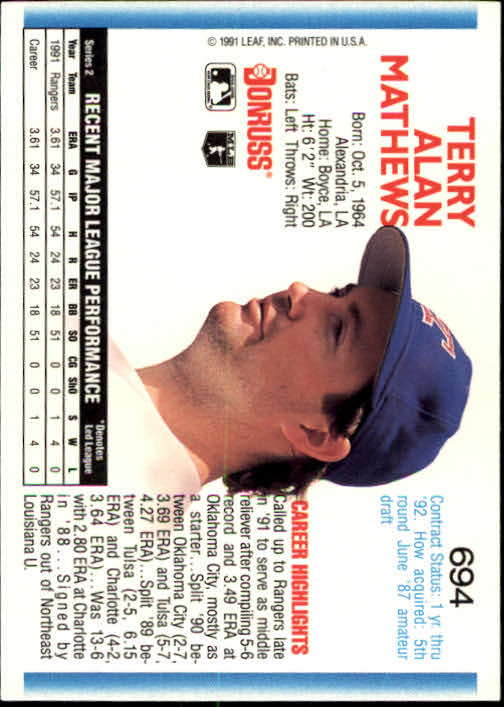 694
TERRY
ALAN
MATHEWS
Contract Status: 1 yr. thru
'92. How acquired: 5th
round June '87 amateur
draft
Born: Oct. 5, 1964
Alexandria, LA
Home: Boyce, LA
Ht: 6'2" Wt: 200
Bats: Left Throws: Right
DONRUSS®
MLB
© 1991 LEAF, INC. PRINTED IN U.S.A.
CAREER HIGHLIGHTS
Called up to Rangers late
in '91 to serve as middle
reliever after compiling 5-6
record and 3.49 ERA at
Oklahoma City, mostly as
a starter...Split '90 be-
tween Oklahoma City (2-7,
3.69 ERA) and Tulsa (5-7,
4.27 ERA)...Split '89 be-
tween Tulsa (2-5, 6.15
ERA) and Charlotte (4-2,
3.64 ERA)...Was 13-6
with 2.80 ERA at Charlotte
in '88...Signed by
Rangers out of Northeast
Louisiana U.
Series 2 RECENT MAJOR LEAGUE PERFORMANCE *Denotes Led League
Year Team ERA G IP H R ER BB SO CG ShO S W L
1991 Rangers 3.61 34 57.1 54 24 23 18 51 0 0 1 4 0
Career 3.61 34 57.1 54 24 23 18 51 0 0 1 4 0